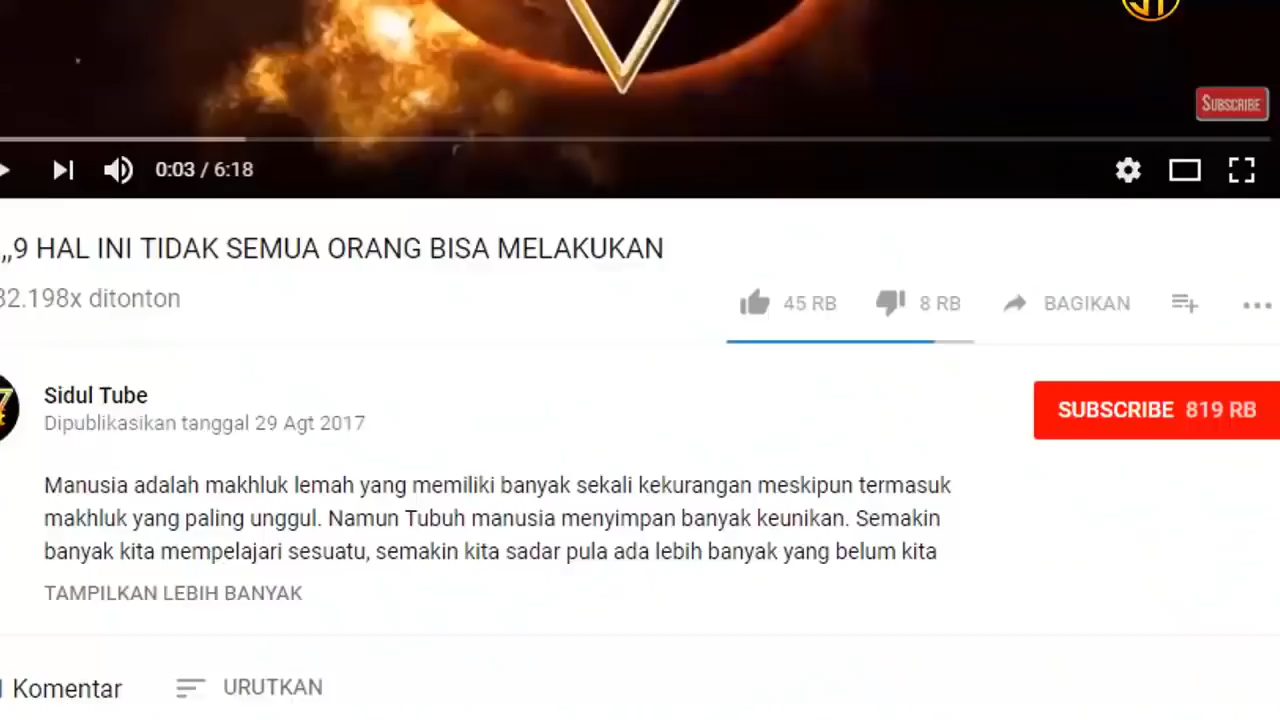 SUBSCRIBE
0:03 / 6:18
,,9 HAL INI TIDAK SEMUA ORANG BISA MELAKUKAN
32.198x ditonton
45 RB
8 RB
BAGIKAN
Sidul Tube
Dipublikasikan tanggal 29 Agt 2017
SUBSCRIBE 819 RB
Manusia adalah makhluk lemah yang memiliki banyak sekali kekurangan meskipun termasuk
makhluk yang paling unggul. Namun Tubuh manusia menyimpan banyak keunikan. Semakin
banyak kita mempelajari sesuatu, semakin kita sadar pula ada lebih banyak yang belum kita
TAMPILKAN LEBIH BANYAK
Komentar
URUTKAN